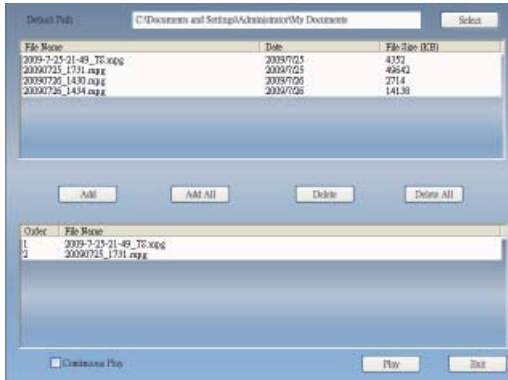 Default Path C:\Documents and Settings\Administrator\My Documents Select
File Name Date File Size (KB)
2009-7-25-21-49_TS.mpg 2009/7/25 4352
20090725_1731.mpg 2009/7/25 49642
20090726_1430.mpg 2009/7/26 2714
20090726_1434.mpg 2009/7/26 14138
Add Add All Delete Delete All
Order File Name
1 2009-7-25-21-49_TS.mpg
2 20090725_1731.mpg
Continuous Play Play Exit